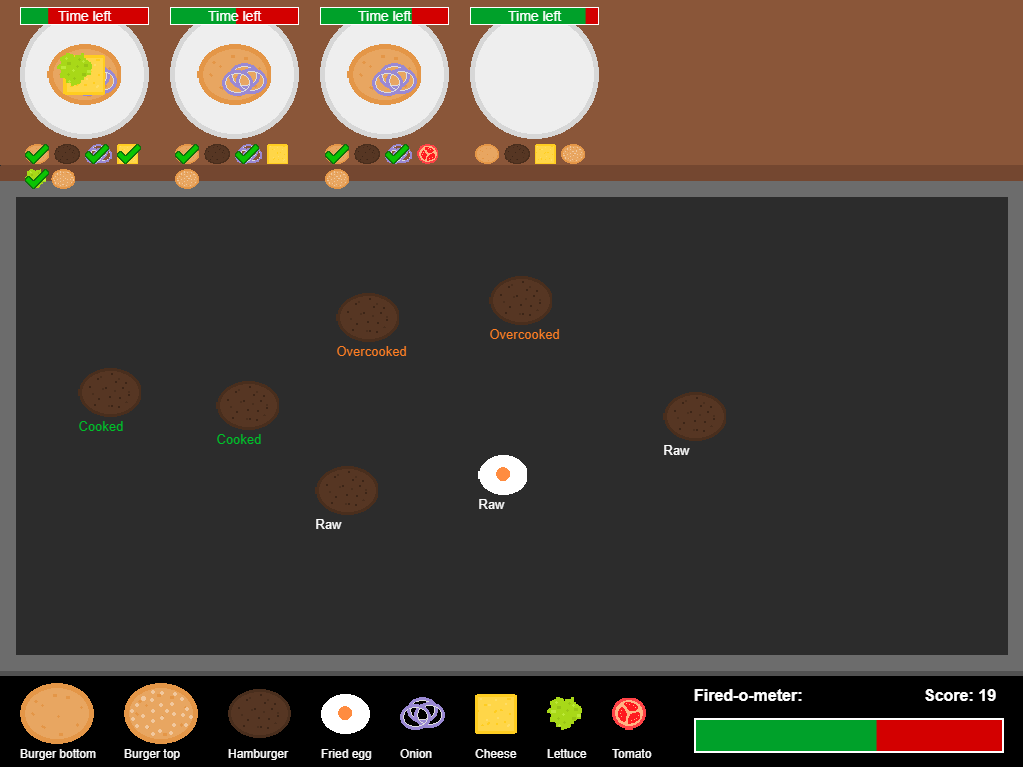 Time left
Time left
Time left
Time left
Overcooked
Overcooked
Cooked
Cooked
Raw
Raw
Raw
Fired-o-meter:
Score: 19
Burger bottom
Burger top
Hamburger
Fried egg
Onion
Cheese
Lettuce
Tomato